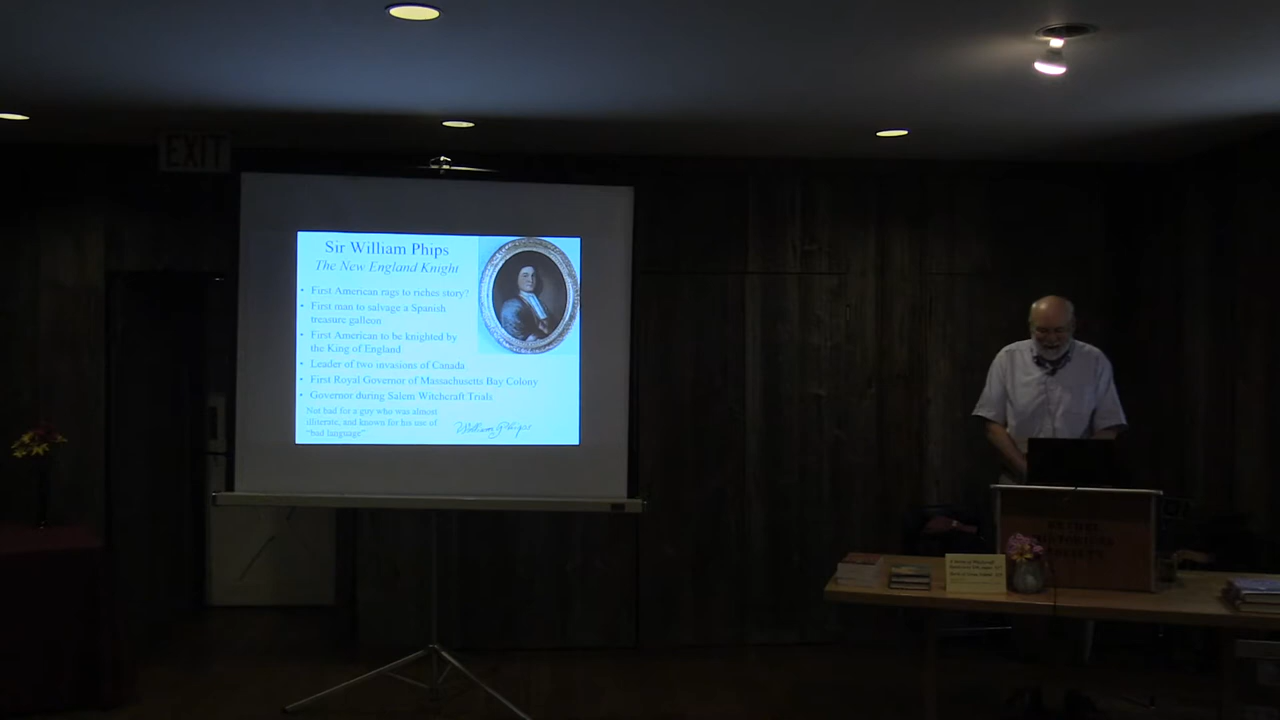 EXIT
Sir William Phips
The New England Knight
• First American rags to riches story?
• First man to salvage a Spanish
treasure galleon
• First American to be knighted by
the King of England
• Leader of two invasions of Canada
• First Royal Governor of Massachusetts Bay Colony
• Governor during Salem Witchcraft Trials
Not bad for a guy who was almost
illiterate, and known for his use of
"bad language"
William Phips
BETHEL
HISTORICAL
SOCIETY